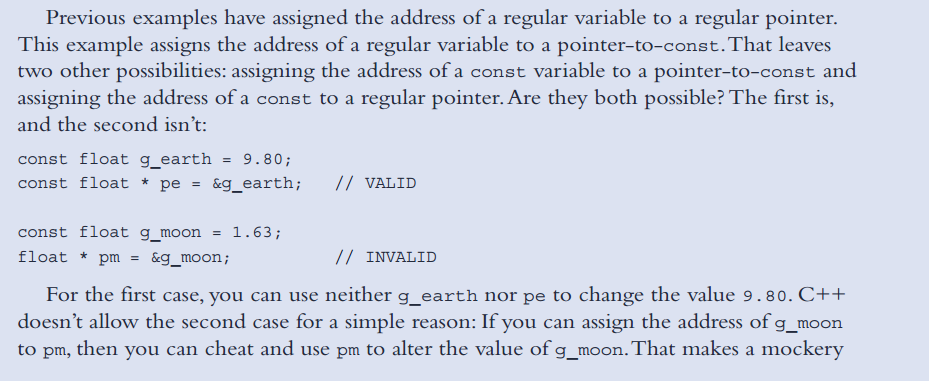 Previous examples have assigned the address of a regular variable to a regular pointer.
This example assigns the address of a regular variable to a pointer-to-const. That leaves
two other possibilities: assigning the address of a const variable to a pointer-to-const and
assigning the address of a const to a regular pointer. Are they both possible? The first is,
and the second isn't:
const float g_earth = 9.80;
const float * pe = &g_earth;   // VALID
const float g_moon = 1.63;
float * pm = &g_moon;   // INVALID
For the first case, you can use neither g_earth nor pe to change the value 9.80. C++
doesn't allow the second case for a simple reason: If you can assign the address of g_moon
to pm, then you can cheat and use pm to alter the value of g_moon. That makes a mockery